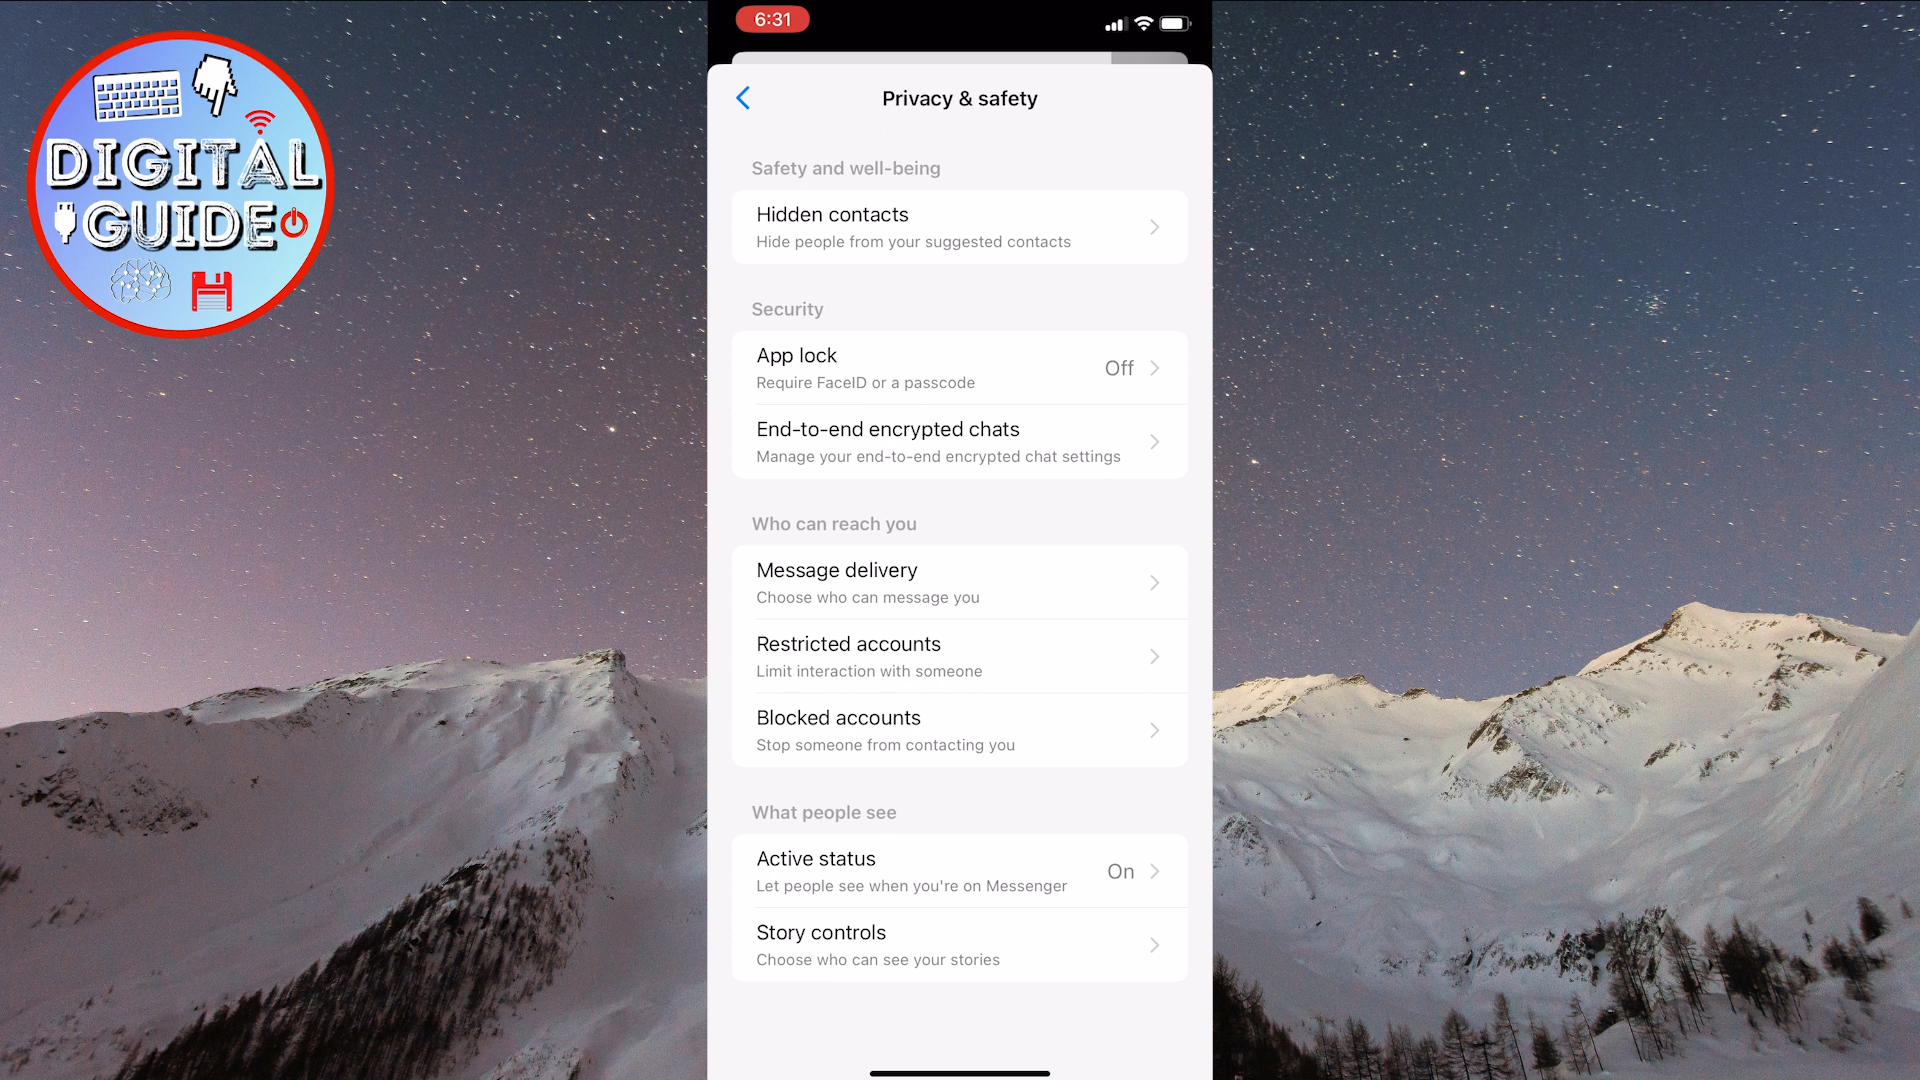 DIGITAL
GUIDE
6:31
Privacy & safety
Safety and well-being
Hidden contacts
Hide people from your suggested contacts
Security
App lock
Off
Require FaceID or a passcode
End-to-end encrypted chats
Manage your end-to-end encrypted chat settings
Who can reach you
Message delivery
Choose who can message you
Restricted accounts
Limit interaction with someone
Blocked accounts
Stop someone from contacting you
What people see
Active status
On
Let people see when you're on Messenger
Story controls
Choose who can see your stories